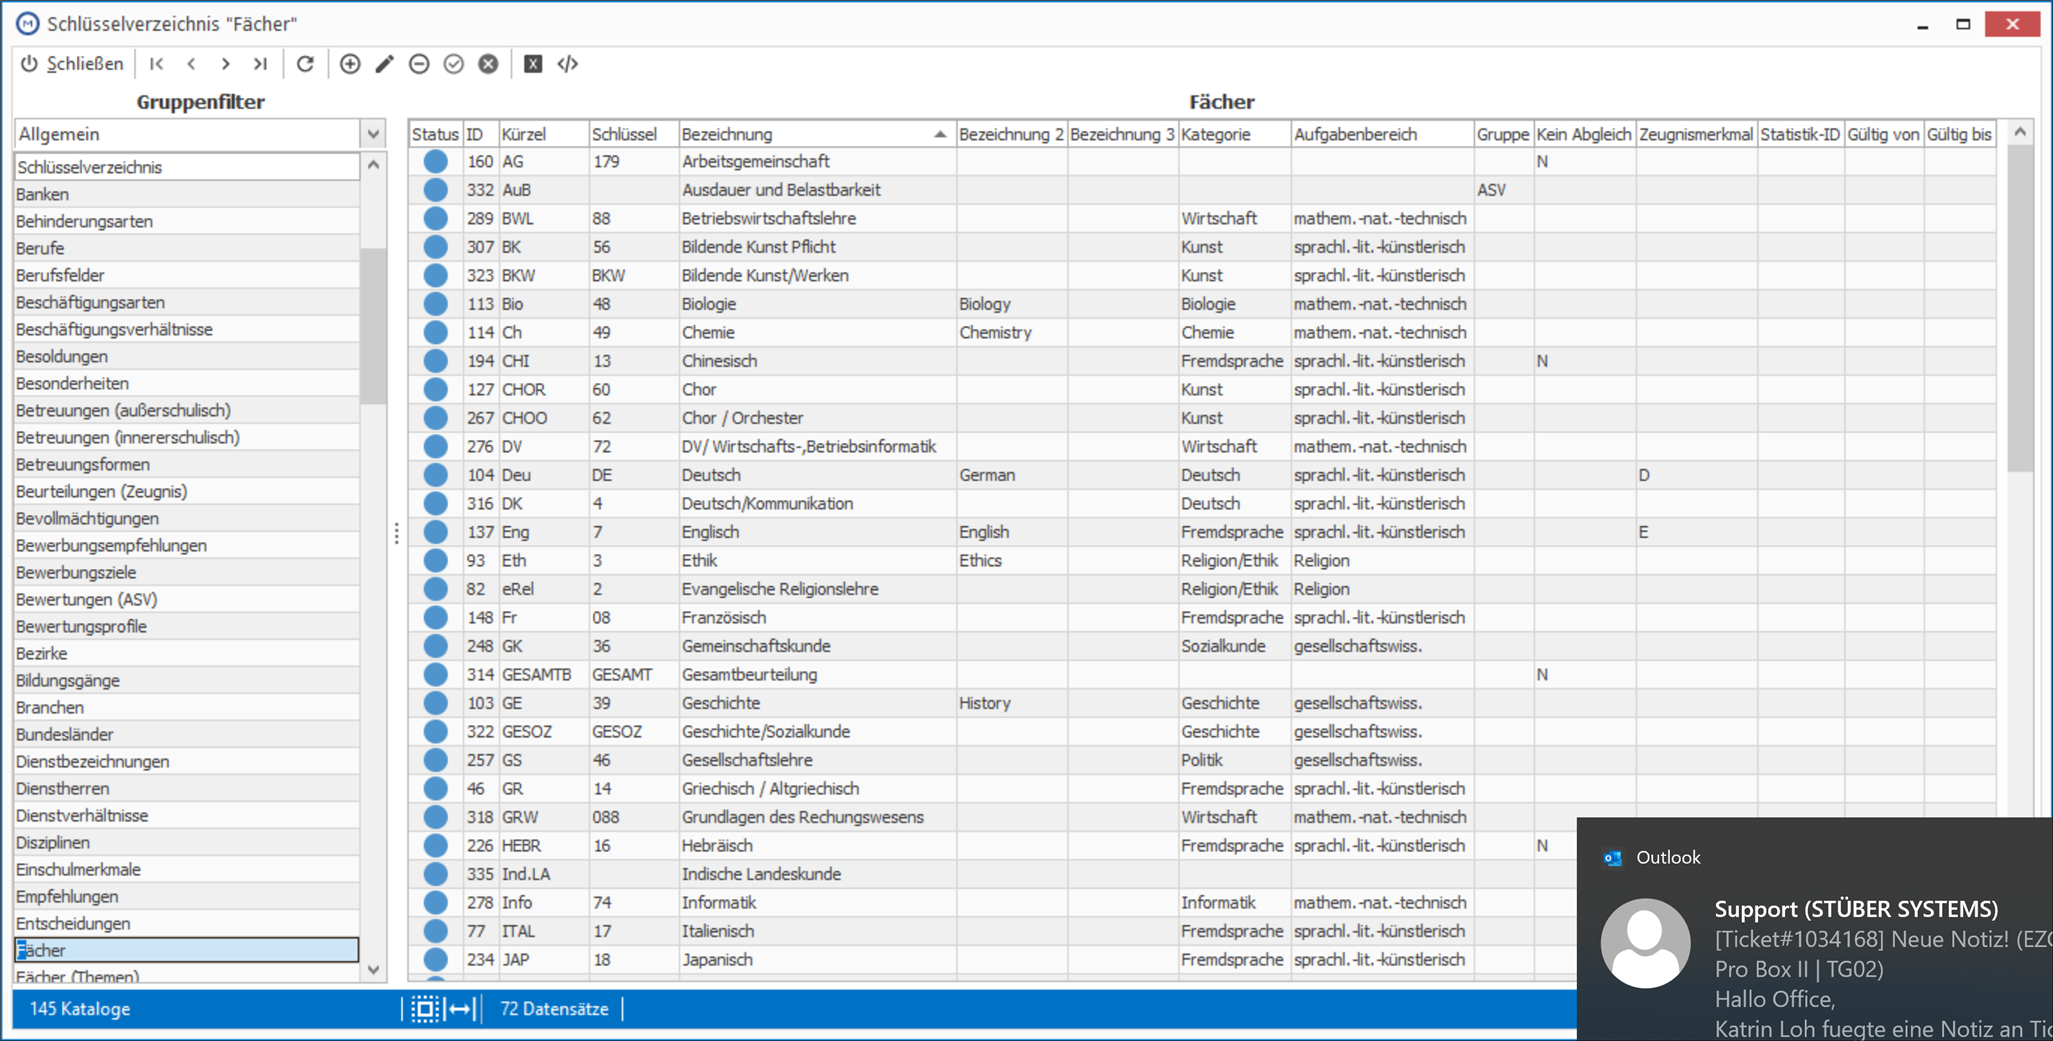 Schlüsselverzeichnis "Fächer"
Schließen
Gruppenfilter
Allgemein
Schlüsselverzeichnis
Banken
Behinderungsarten
Berufe
Berufsfelder
Beschäftigungsarten
Beschäftigungsverhältnisse
Besoldungen
Besonderheiten
Betreuungen (außerschulisch)
Betreuungen (innererschulisch)
Betreuungsformen
Beurteilungen (Zeugnis)
Bevollmächtigungen
Bewerbungsempfehlungen
Bewerbungsziele
Bewertungen (ASV)
Bewertungsprofile
Bezirke
Bildungsgänge
Branchen
Bundesländer
Dienstbezeichnungen
Dienstherren
Dienstverhältnisse
Disziplinen
Einschulmerkmale
Empfehlungen
Entscheidungen
Fächer
Fächer (Themen)
Fächer
Status ID Kürzel Schlüssel Bezeichnung Bezeichnung 2 Bezeichnung 3 Kategorie Aufgabenbereich Gruppe Kein Abgleich Zeugnismerkmal Statistik-ID Gültig von Gültig bis
160 AG 179 Arbeitsgemeinschaft N
332 AuB Ausdauer und Belastbarkeit ASV
289 BWL 88 Betriebswirtschaftslehre Wirtschaft mathem.-nat.-technisch
307 BK 56 Bildende Kunst Pflicht Kunst sprachl.-lit.-künstlerisch
323 BKW BKW Bildende Kunst/Werken Kunst sprachl.-lit.-künstlerisch
113 Bio 48 Biologie Biology Biologie mathem.-nat.-technisch
114 Ch 49 Chemie Chemistry Chemie mathem.-nat.-technisch
194 CHI 13 Chinesisch Fremdsprache sprachl.-lit.-künstlerisch N
127 CHOR 60 Chor Kunst sprachl.-lit.-künstlerisch
267 CHOO 62 Chor / Orchester Kunst sprachl.-lit.-künstlerisch
276 DV 72 DV/ Wirtschafts-,Betriebsinformatik Wirtschaft mathem.-nat.-technisch
104 Deu DE Deutsch German Deutsch sprachl.-lit.-künstlerisch D
316 DK 4 Deutsch/Kommunikation Deutsch sprachl.-lit.-künstlerisch
137 Eng 7 Englisch English Fremdsprache sprachl.-lit.-künstlerisch E
93 Eth 3 Ethik Ethics Religion/Ethik Religion
82 eRel 2 Evangelische Religionslehre Religion/Ethik Religion
148 Fr 08 Französisch Fremdsprache sprachl.-lit.-künstlerisch
248 GK 36 Gemeinschaftskunde Sozialkunde gesellschaftswiss.
314 GESAMTB GESAMT Gesamtbeurteilung N
103 GE 39 Geschichte History Geschichte gesellschaftswiss.
322 GESOZ GESOZ Geschichte/Sozialkunde Geschichte gesellschaftswiss.
257 GS 46 Gesellschaftslehre Politik gesellschaftswiss.
46 GR 14 Griechisch / Altgriechisch Fremdsprache sprachl.-lit.-künstlerisch
318 GRW 088 Grundlagen des Rechungswesens Wirtschaft mathem.-nat.-technisch
226 HEBR 16 Hebräisch Fremdsprache sprachl.-lit.-künstlerisch N
335 Ind.LA Indische Landeskunde
278 Info 74 Informatik Informatik mathem.-nat.-technisch
77 ITAL 17 Italienisch Fremdsprache sprachl.-lit.-künstlerisch
234 JAP 18 Japanisch Fremdsprache sprachl.-lit.-künstlerisch
145 Kataloge
72 Datensätze
Outlook
Support (STÜBER SYSTEMS)
[Ticket#1034168] Neue Notiz! (EZ
Pro Box II | TG02)
Hallo Office,
Katrin Loh fuegte eine Notiz an Tic